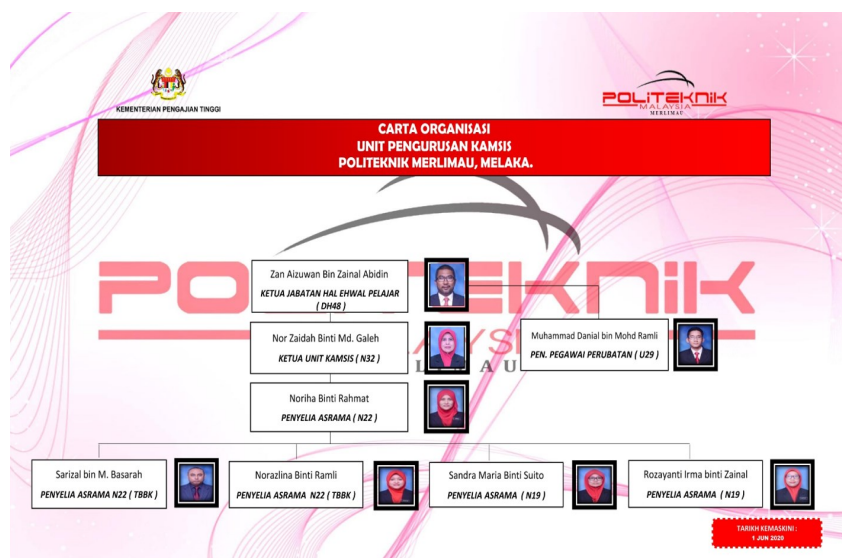 KEMENTERIAN PENGAJIAN TINGGI
POLITEKNIK
MALAYSIA
MERLIMAU
CARTA ORGANISASI
UNIT PENGURUSAN KAMSIS
POLITEKNIK MERLIMAU, MELAKA.
POLITEKNIK
MALAYSIA
MERLIMAU
Zan Aizuwan Bin Zainal Abidin
KETUA JABATAN HAL EHWAL PELAJAR
( DH48 )
Nor Zaidah Binti Md. Galeh
KETUA UNIT KAMSIS ( N32 )
Muhammad Danial bin Mohd Ramli
PEN. PEGAWAI PERUBATAN ( U29 )
Noriha Binti Rahmat
PENYELIA ASRAMA ( N22 )
Sarizal bin M. Basarah
PENYELIA ASRAMA N22 ( TBBK )
Norazlina Binti Ramli
PENYELIA ASRAMA N22 ( TBBK )
Sandra Maria Binti Suito
PENYELIA ASRAMA ( N19 )
Rozayanti Irma binti Zainal
PENYELIA ASRAMA ( N19 )
TARIKH KEMASKINI :
1 JUN 2020